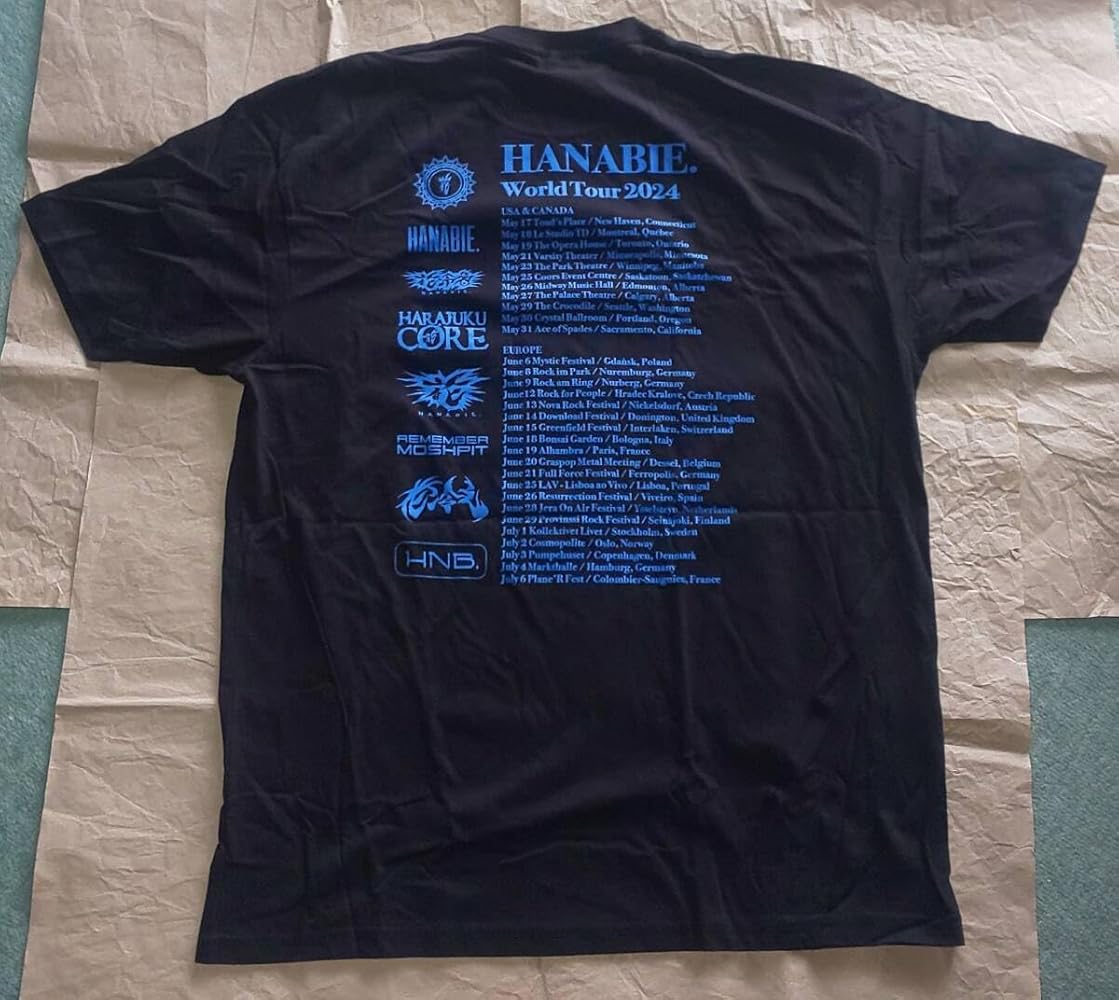 HANABIE.
World Tour 2024
USA & CANADA
May 17 Toad's Place / New Haven, Connecticut
May 18 Le Studio TD / Montreal, Quebec
May 19 The Opera House / Toronto, Ontario
May 21 Varsity Theater / Minneapolis, Minnesota
May 23 The Park Theatre / Winnipeg, Manitoba
May 25 Coors Event Centre / Saskatoon, Saskatchewan
May 26 Midway Music Hall / Edmonton, Alberta
May 27 The Palace Theatre / Calgary, Alberta
May 29 The Crocodile / Seattle, Washington
May 30 Crystal Ballroom / Portland, Oregon
May 31 Ace of Spades / Sacramento, California
EUROPE
June 6 Mystic Festival / Gdańsk, Poland
June 8 Rock im Park / Nuremburg, Germany
June 9 Rock am Ring / Nurberg, Germany
June 12 Rock for People / Hradec Kralove, Czech Republic
June 13 Nova Rock Festival / Nickelsdorf, Austria
June 14 Download Festival / Donington, United Kingdom
June 15 Greenfield Festival / Interlaken, Switzerland
June 18 Bonsai Garden / Bologna, Italy
June 19 Alhambra / Paris, France
June 20 Graspop Metal Meeting / Dessel, Belgium
June 21 Full Force Festival / Ferropolis, Germany
June 25 LAV - Lisboa ao Vivo / Lisboa, Portugal
June 26 Resurrection Festival / Viveiro, Spain
June 28 Jera On Air Festival / Ysselsteyn, Netherlands
June 29 Provinssi Rock Festival / Seinäjoki, Finland
July 1 Kollektivet Livet / Stockholm, Sweden
July 2 Cosmopolite / Oslo, Norway
July 3 Pumpehuset / Copenhagen, Denmark
July 4 Markthalle / Hamburg, Germany
July 6 Plane'R Fest / Colombier-Saugnieu, France
HANABIE.
HANABIE.
HARAJUKU
CORE
HANABIE.
REMEMBER
MOSHPIT
HNB.